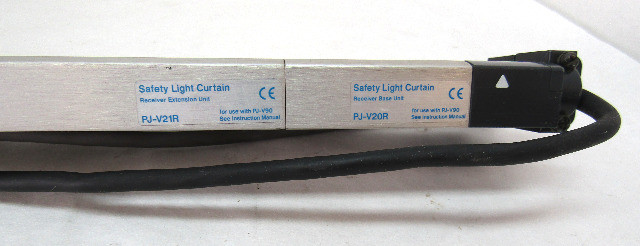 Safety Light Curtain CE
Receiver Extension Unit
for use with PJ-V90
PJ-V21R See Instruction Manual
Safety Light Curtain CE
Receiver Base Unit
for use with PJ-V90
PJ-V20R See Instruction Manual